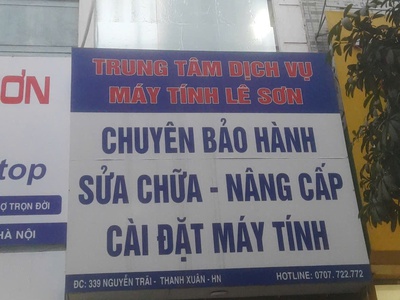 TRUNG TÂM DỊCH VỤ
MÁY TÍNH LÊ SƠN
CHUYÊN BẢO HÀNH
SỬA CHỮA - NÂNG CẤP
CÀI ĐẶT MÁY TÍNH
ĐC: 339 NGUYỄN TRÃI - THANH XUÂN - HN
HOTLINE: 0707. 722.772
ƠN
top
Ợ TRỌN ĐỜI
HÀ NỘI